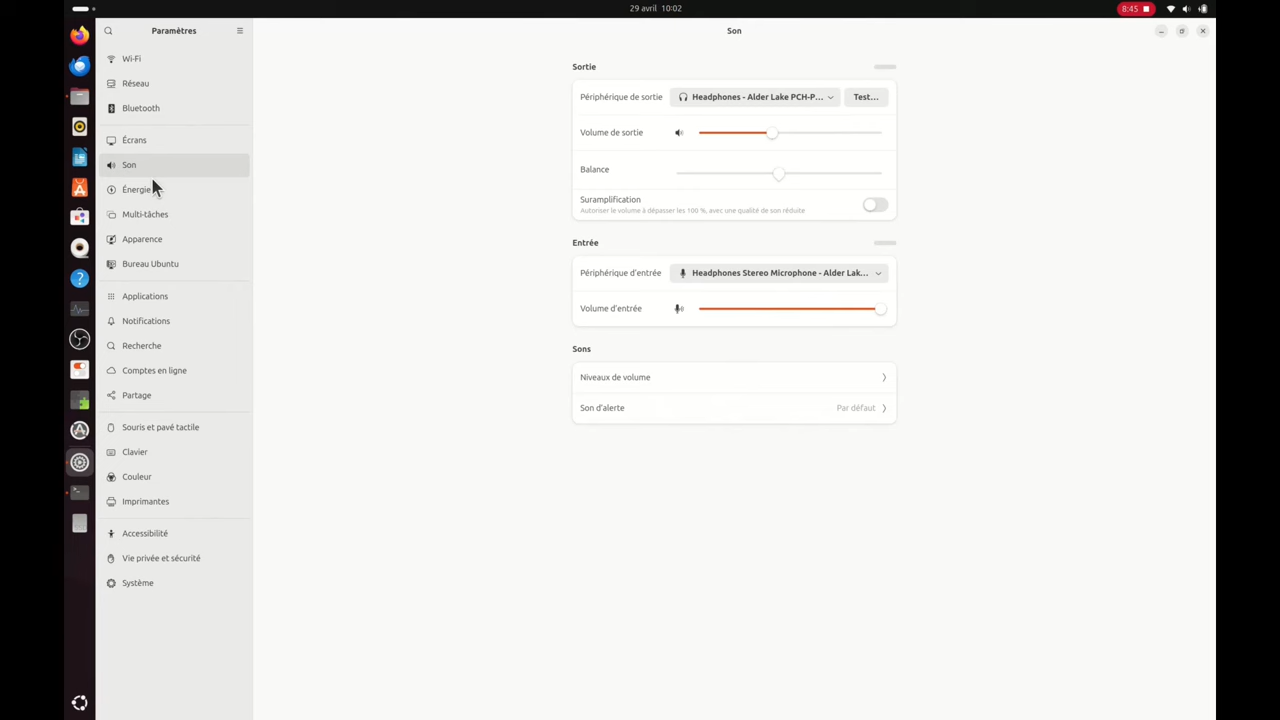 29 avril 10:02
8:45
Paramètres
Son
Wi-Fi
Réseau
Bluetooth
Écrans
Son
Énergie
Multi-tâches
Apparence
Bureau Ubuntu
Applications
Notifications
Recherche
Comptes en ligne
Partage
Souris et pavé tactile
Clavier
Couleur
Imprimantes
Accessibilité
Vie privée et sécurité
Système
Sortie
Périphérique de sortie
Headphones - Alder Lake PCH-P...
Test...
Volume de sortie
Balance
Suramplification
Autoriser le volume à dépasser les 100 %, avec une qualité de son réduite
Entrée
Périphérique d'entrée
Headphones Stereo Microphone - Alder Lak...
Volume d'entrée
Sons
Niveaux de volume
Son d'alerte
Par défaut